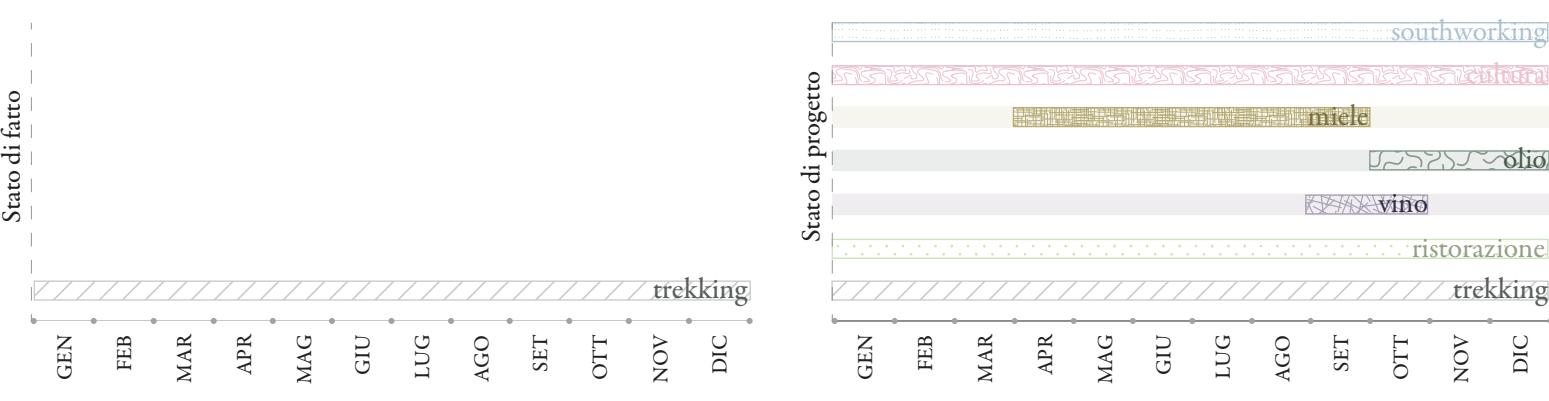 Stato di fatto
trekking
GEN FEB MAR APR MAG GIU LUG AGO SET OTT NOV DIC
Stato di progetto
southworking
cultura
miele
olio
vino
ristorazione
trekking
GEN FEB MAR APR MAG GIU LUG AGO SET OTT NOV DIC